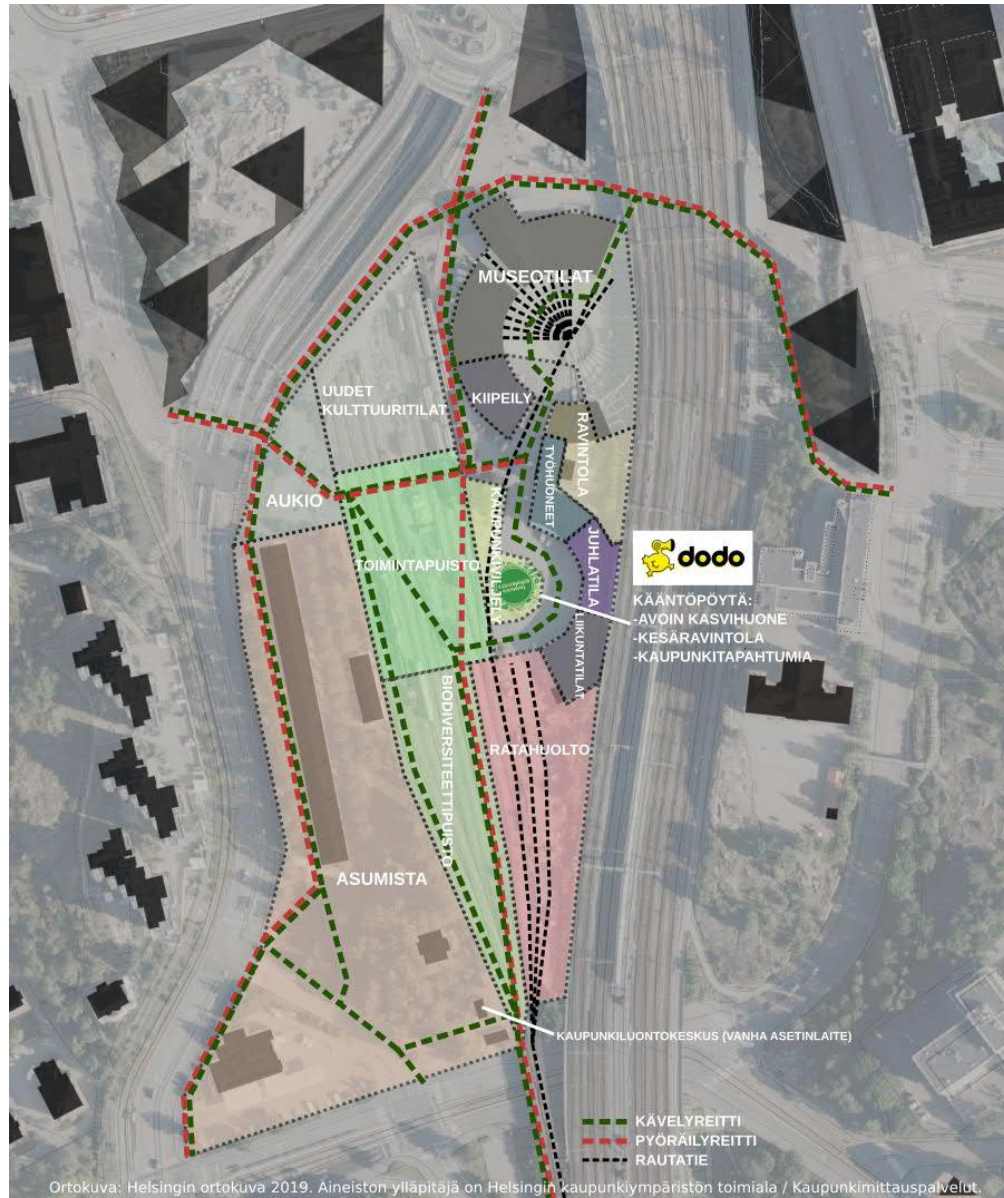 MUSEOTILAT
UUDET
KULTTUURITILAT
KIIPEILY
RAVINTOLA
TYÖHUONEET
AUKIO
KAUPUNKIVILJELY
TOIMINTAPUISTO
JUHLATILA
LIIKUNTATILAT
dodo
KÄÄNTÖPÖYTÄ:
-AVOIN KASVIHUONE
-KESÄRAVINTOLA
-KAUPUNKITAPAHTUMIA
BIODIVERSITEETTIPUISTO
RATAHUOLTO
ASUMISTA
KAUPUNKILUONTOKESKUS (VANHA ASETINLAITE)
KÄVELYREITTI
PYÖRÄILYREITTI
RAUTATIE
Ortokuva: Helsingin ortokuva 2019. Aineiston ylläpitäjä on Helsingin kaupunkiympäristön toimiala / Kaupunkimittauspalvelut.